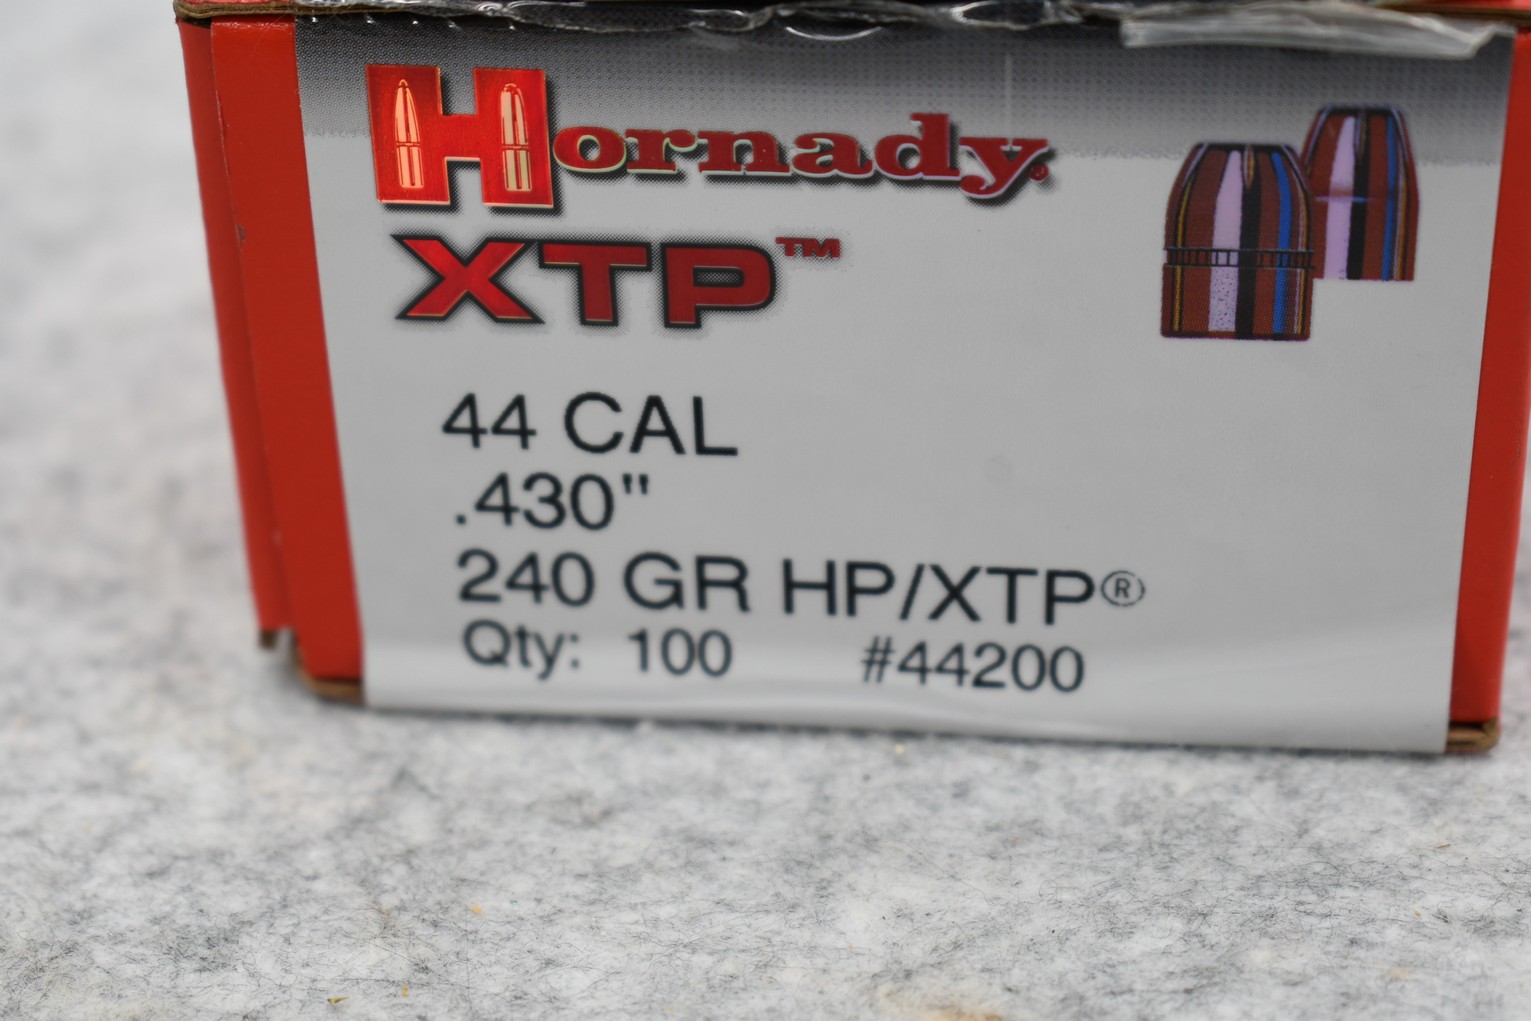 Hornady.
XTP™
44 CAL
.430"
240 GR HP/XTP®
Qty: 100 #44200